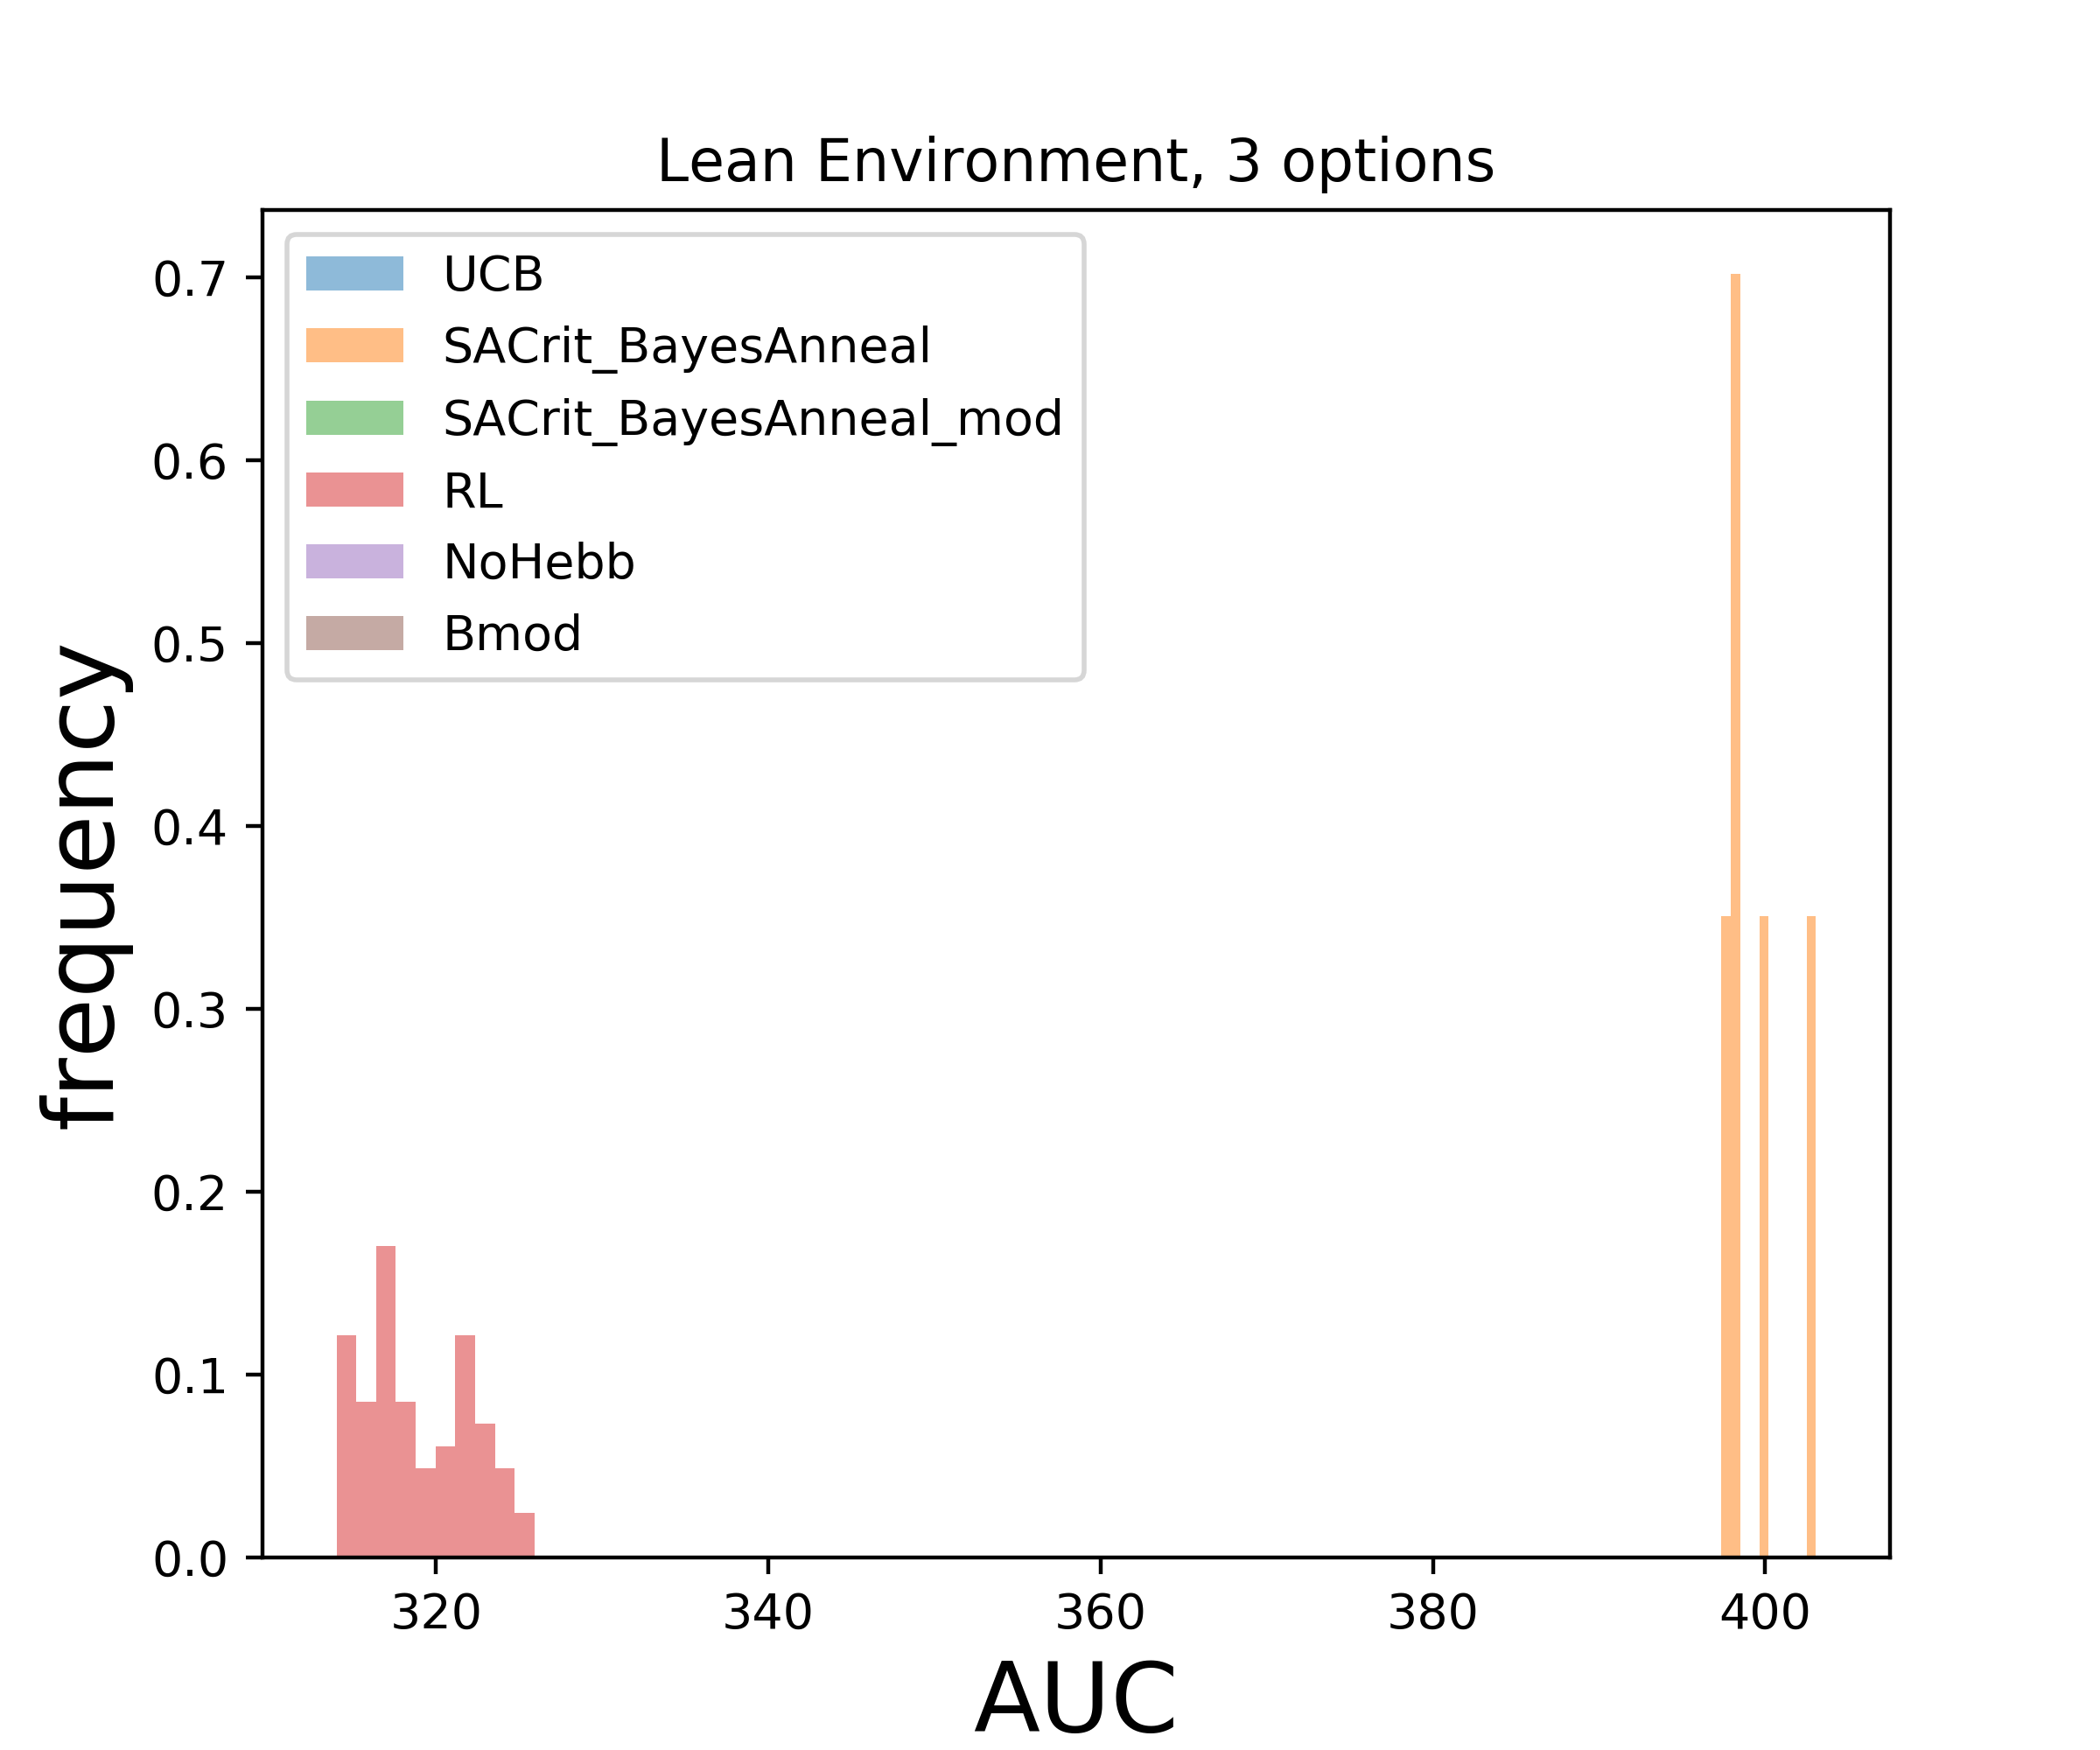 Lean Environment, 3 options
UCB
SACrit_BayesAnneal
SACrit_BayesAnneal_mod
RL
NoHebb
Bmod
frequency
0.7
0.6
0.5
0.4
0.3
0.2
0.1
0.0
320 340 360 380 400
AUC